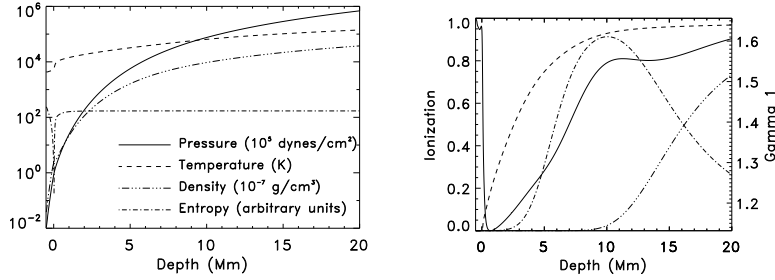 10^6
10^4
10^2
10^0
10^-2
Pressure (10^5 dynes/cm^2)
Temperature (K)
Density (10^-7 g/cm^3)
Entropy (arbitrary units)
0 5 10 15 20
Depth (Mm)
Ionization
1.0
0.8
0.6
0.4
0.2
0.0
0 5 10 15 20
Depth (Mm)
1.6
1.5
1.4
1.3
1.2
Gamma 1